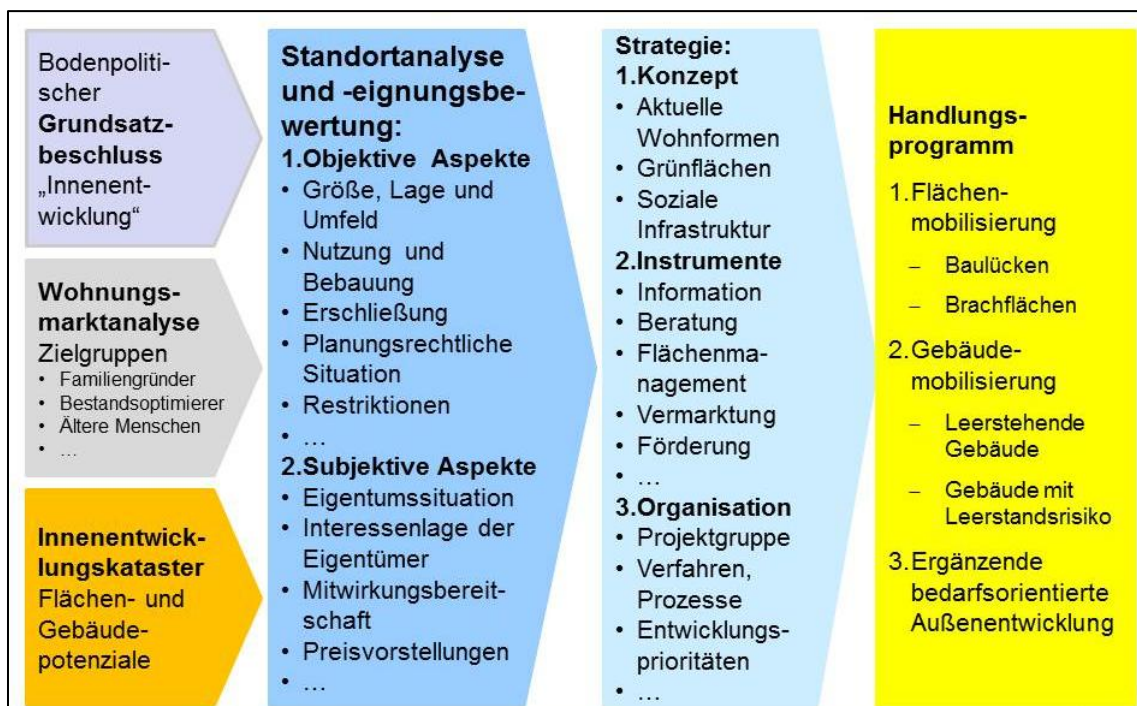 Bodenpoliti-
scher
Grundsatz-
beschluss
„Innenent-
wicklung“
Wohnungs-
marktanalyse
Zielgruppen
• Familiengründer
• Bestandsoptimierer
• Ältere Menschen
• …
Innenentwick-
lungskataster
Flächen- und
Gebäude-
potenziale
Standortanalyse
und -eignungsbe-
wertung:
1.Objektive Aspekte
• Größe, Lage und
Umfeld
• Nutzung und
Bebauung
• Erschließung
• Planungsrechtliche
Situation
• Restriktionen
• …
2.Subjektive Aspekte
• Eigentumssituation
• Interessenlage der
Eigentümer
• Mitwirkungsbereit-
schaft
• Preisvorstellungen
• …
Strategie:
1.Konzept
• Aktuelle
Wohnformen
• Grünflächen
• Soziale
Infrastruktur
2.Instrumente
• Information
• Beratung
• Flächenma-
nagement
• Vermarktung
• Förderung
• …
3.Organisation
• Projektgruppe
• Verfahren,
Prozesse
• Entwicklungs-
prioritäten
• …
Handlungs-
programm
1.Flächen-
mobilisierung
– Baulücken
– Brachflächen
2.Gebäude-
mobilisierung
– Leerstehende
Gebäude
– Gebäude mit
Leerstandsrisiko
3.Ergänzende
bedarfsorientierte
Außenentwicklung